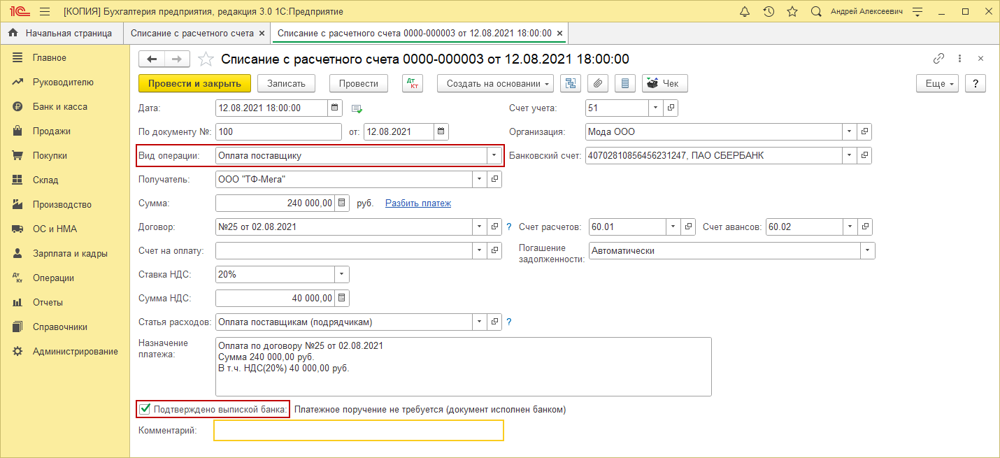 1С [КОПИЯ] Бухгалтерия предприятия, редакция 3.0 1С:Предприятие Андрей Алексеевич
Начальная страница Списание с расчетного счета × Списание с расчетного счета 0000-000003 от 12.08.2021 18:00:00 ×
Главное
Руководителю
Банк и касса
Продажи
Покупки
Склад
Производство
ОС и НМА
Зарплата и кадры
Операции
Отчеты
Справочники
Администрирование
Списание с расчетного счета 0000-000003 от 12.08.2021 18:00:00
Провести и закрыть Записать Провести Дт Кт Создать на основании Чек Еще ?
Дата: 12.08.2021 18:00:00 Счет учета: 51
По документу №: 100 от: 12.08.2021 Организация: Мода ООО
Вид операции: Оплата поставщику Банковский счет: 40702810856456231247, ПАО СБЕРБАНК
Получатель: ООО "ТФ-Мега"
Сумма: 240 000,00 руб. Разбить платеж
Договор: №25 от 02.08.2021 ? Счет расчетов: 60.01 Счет авансов: 60.02
Счет на оплату: Погашение
задолженности: Автоматически
Ставка НДС: 20%
Сумма НДС: 40 000,00
Статья расходов: Оплата поставщикам (подрядчикам) ?
Назначение
платежа:
Оплата по договору №25 от 02.08.2021
Сумма 240 000,00 руб.
В т.ч. НДС(20%) 40 000,00 руб.
Подтверждено выпиской банка: Платежное поручение не требуется (документ исполнен банком)
Комментарий: